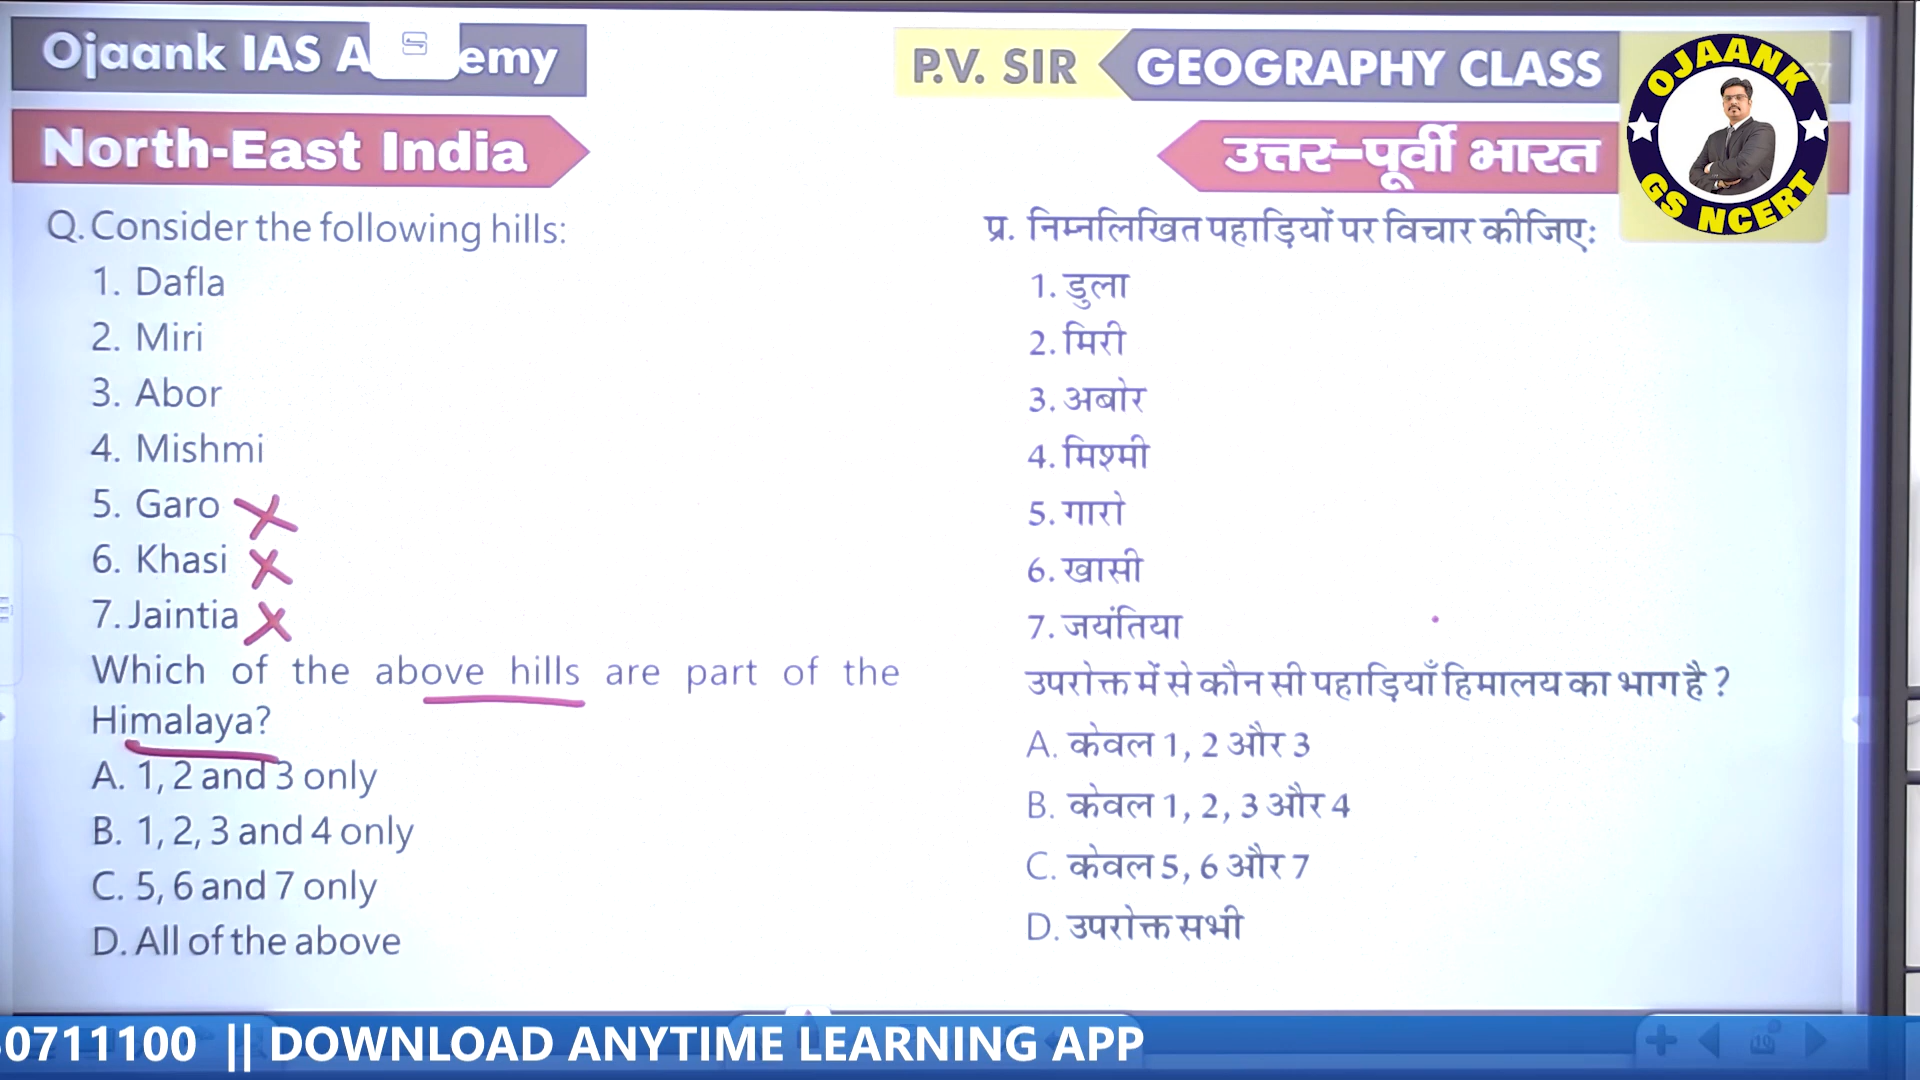 Ojaank IAS A emy
P.V. SIR
GEOGRAPHY CLASS
North-East India
उत्तर-पूर्वी भारत
OJAANK
GS NCERT
Q. Consider the following hills:
1. Dafla
2. Miri
3. Abor
4. Mishmi
5. Garo
6. Khasi
7. Jaintia
Which of the above hills are part of the
Himalaya?
A. 1, 2 and 3 only
B. 1, 2, 3 and 4 only
C. 5, 6 and 7 only
D. All of the above
प्र. निम्नलिखित पहाड़ियों पर विचार कीजिए:
1. डुला
2. मिरी
3. अबोर
4. मिश्मी
5. गारो
6. खासी
7. जयंतिया
उपरोक्त में से कौन सी पहाड़ियाँ हिमालय का भाग है ?
A. केवल 1, 2 और 3
B. केवल 1, 2, 3 और 4
C. केवल 5, 6 और 7
D. उपरोक्त सभी
0711100 || DOWNLOAD ANYTIME LEARNING APP